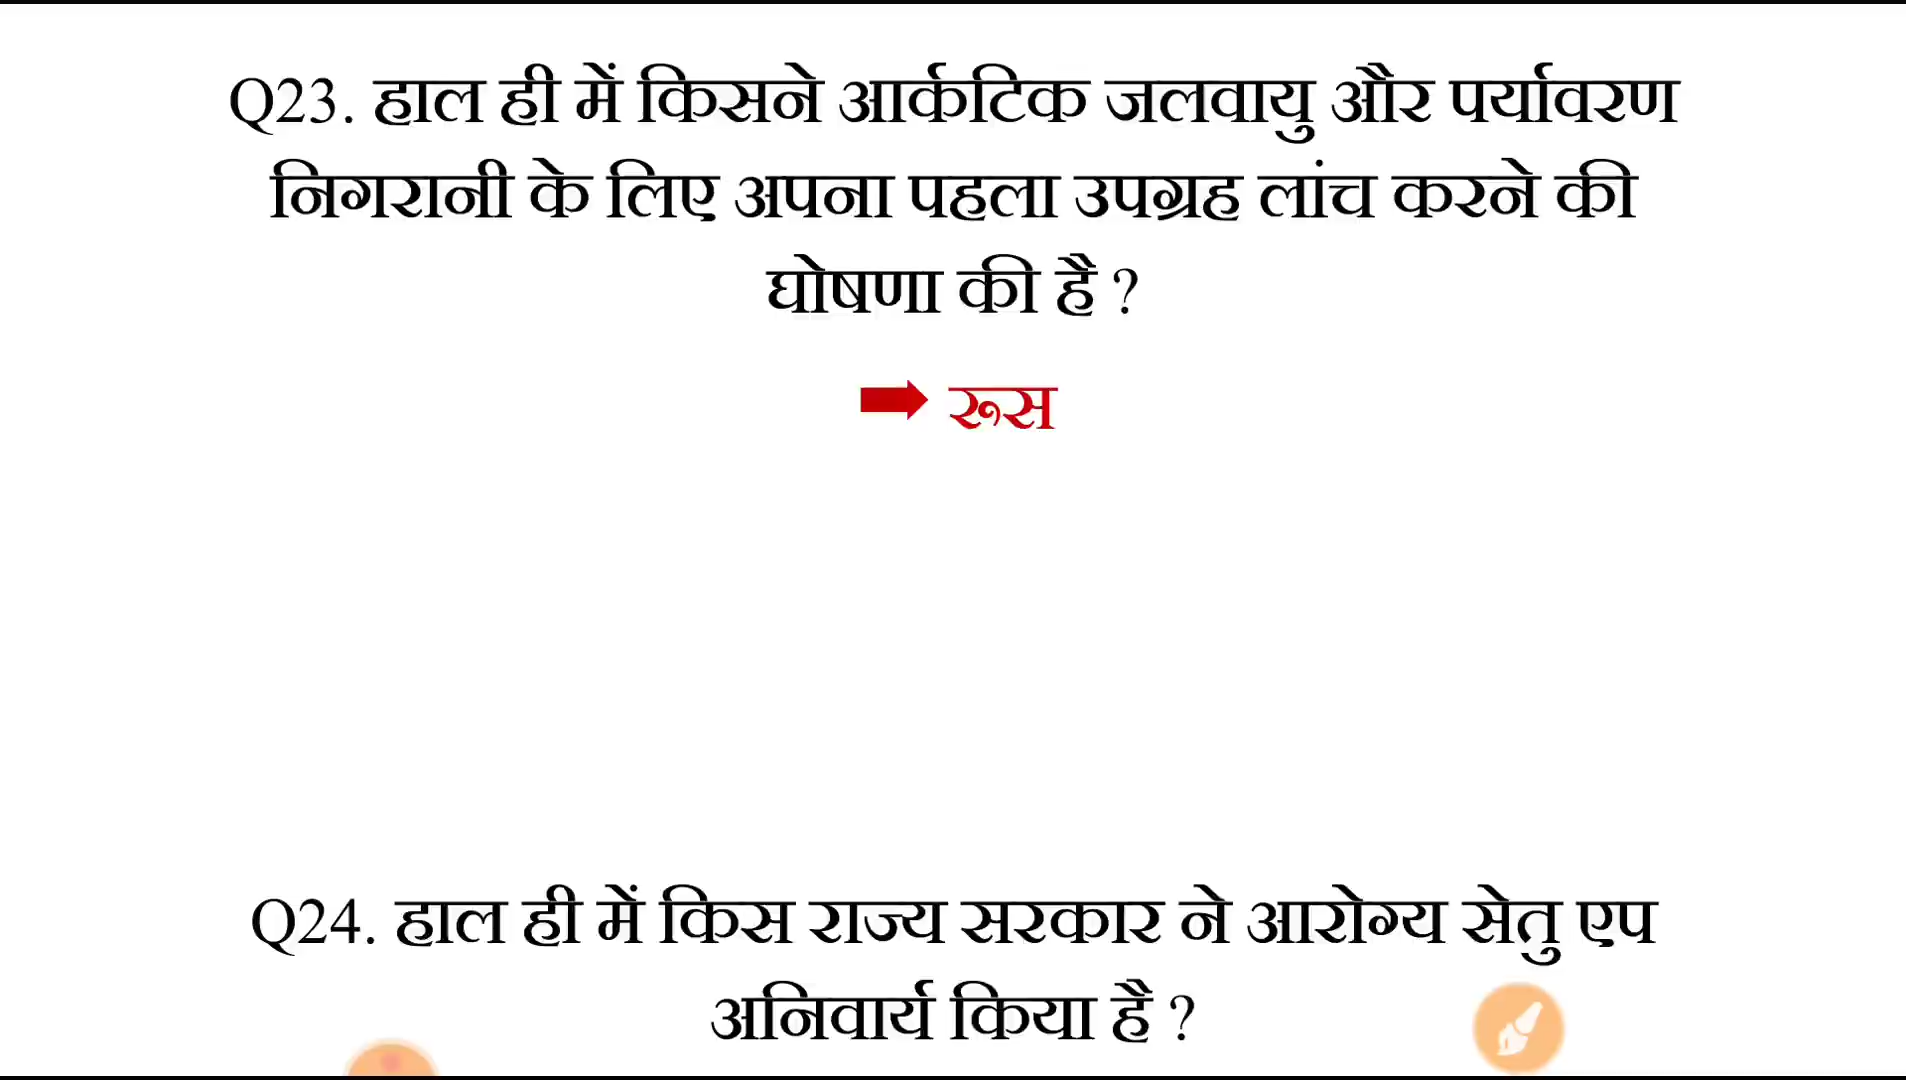 Q23. हाल ही में किसने आर्कटिक जलवायु और पर्यावरण
निगरानी के लिए अपना पहला उपग्रह लांच करने की
घोषणा की है ?
➡ रूस
Q24. हाल ही में किस राज्य सरकार ने आरोग्य सेतु एप
अनिवार्य किया है ?